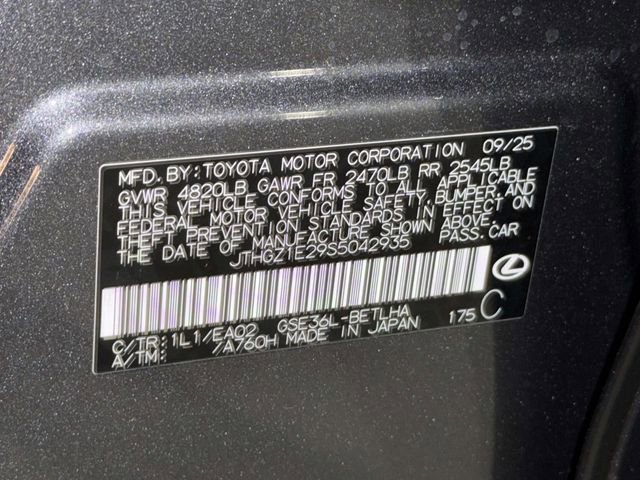 MFD. BY: TOYOTA MOTOR CORPORATION 09/25
GVWR 4820LB GAWR FR 2470LB RR 2545LB
THIS VEHICLE CONFORMS TO ALL APPLICABLE
FEDERAL MOTOR VEHICLE SAFETY, BUMPER, AND
THEFT PREVENTION STANDARDS IN EFFECT ON
THE DATE OF MANUFACTURE SHOWN ABOVE.
JTHGZ1E29S5042935 PASS. CAR
C/TR: 1L1/EA02 GSE36L-BETLHA 175 C
A/TM: /A760H MADE IN JAPAN